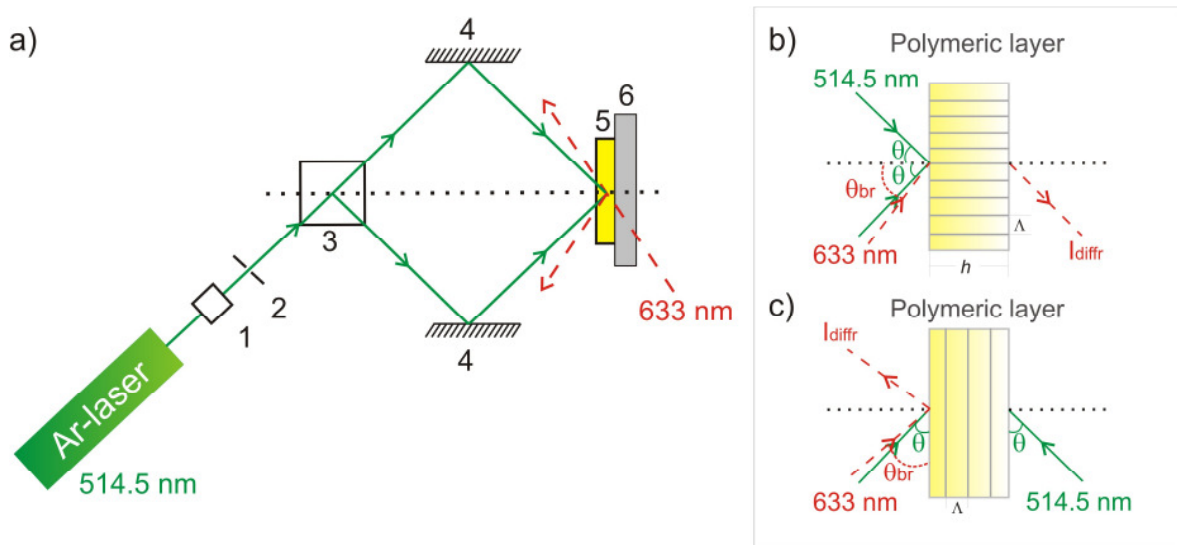 a)
4
6
5
3
2
1
4
633 nm
Ar-laser
514.5 nm
b)
Polymeric layer
514.5 nm
θ
θ
θbr
633 nm
Λ
Idiffr
h
c)
Polymeric layer
Idiffr
θ
θ
θbr
633 nm
Λ
514.5 nm